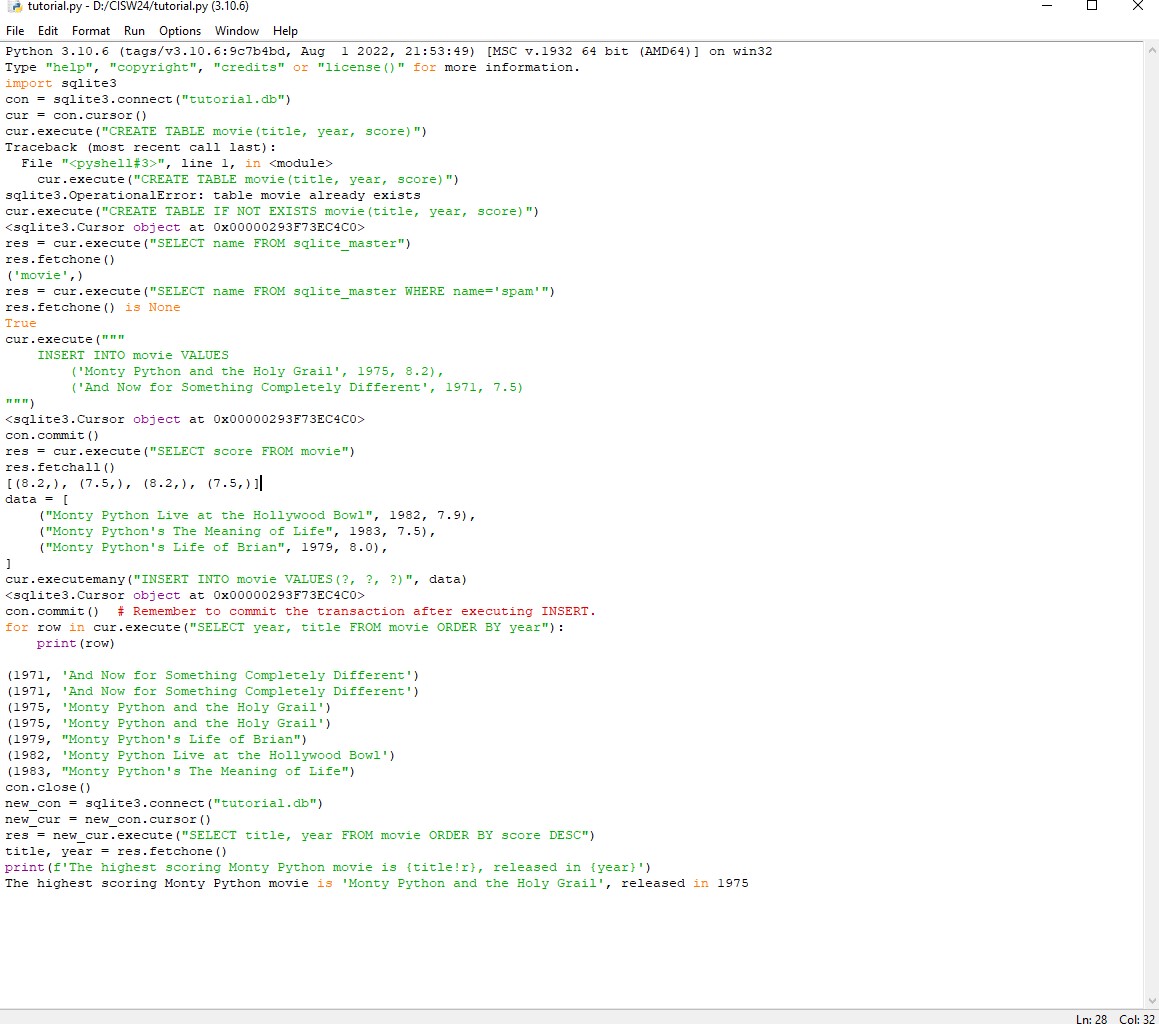 tutorial.py - D:/CISW24/tutorial.py (3.10.6)
File Edit Format Run Options Window Help
Python 3.10.6 (tags/v3.10.6:9c7b4bd, Aug  1 2022, 21:53:49) [MSC v.1932 64 bit (AMD64)] on win32
Type "help", "copyright", "credits" or "license()" for more information.
import sqlite3
con = sqlite3.connect("tutorial.db")
cur = con.cursor()
cur.execute("CREATE TABLE movie(title, year, score)")
Traceback (most recent call last):
  File "<pyshell#3>", line 1, in <module>
    cur.execute("CREATE TABLE movie(title, year, score)")
sqlite3.OperationalError: table movie already exists
cur.execute("CREATE TABLE IF NOT EXISTS movie(title, year, score)")
<sqlite3.Cursor object at 0x00000293F73EC4C0>
res = cur.execute("SELECT name FROM sqlite_master")
res.fetchone()
('movie',)
res = cur.execute("SELECT name FROM sqlite_master WHERE name='spam'")
res.fetchone() is None
True
cur.execute("""
    INSERT INTO movie VALUES
        ('Monty Python and the Holy Grail', 1975, 8.2),
        ('And Now for Something Completely Different', 1971, 7.5)
""")
<sqlite3.Cursor object at 0x00000293F73EC4C0>
con.commit()
res = cur.execute("SELECT score FROM movie")
res.fetchall()
[(8.2,), (7.5,), (8.2,), (7.5,)]
data = [
    ("Monty Python Live at the Hollywood Bowl", 1982, 7.9),
    ("Monty Python's The Meaning of Life", 1983, 7.5),
    ("Monty Python's Life of Brian", 1979, 8.0),
]
cur.executemany("INSERT INTO movie VALUES(?, ?, ?)", data)
<sqlite3.Cursor object at 0x00000293F73EC4C0>
con.commit()  # Remember to commit the transaction after executing INSERT.
for row in cur.execute("SELECT year, title FROM movie ORDER BY year"):
    print(row)
(1971, 'And Now for Something Completely Different')
(1971, 'And Now for Something Completely Different')
(1975, 'Monty Python and the Holy Grail')
(1975, 'Monty Python and the Holy Grail')
(1979, "Monty Python's Life of Brian")
(1982, 'Monty Python Live at the Hollywood Bowl')
(1983, "Monty Python's The Meaning of Life")
con.close()
new_con = sqlite3.connect("tutorial.db")
new_cur = new_con.cursor()
res = new_cur.execute("SELECT title, year FROM movie ORDER BY score DESC")
title, year = res.fetchone()
print(f'The highest scoring Monty Python movie is {title!r}, released in {year}')
The highest scoring Monty Python movie is 'Monty Python and the Holy Grail', released in 1975
Ln: 28 Col: 32